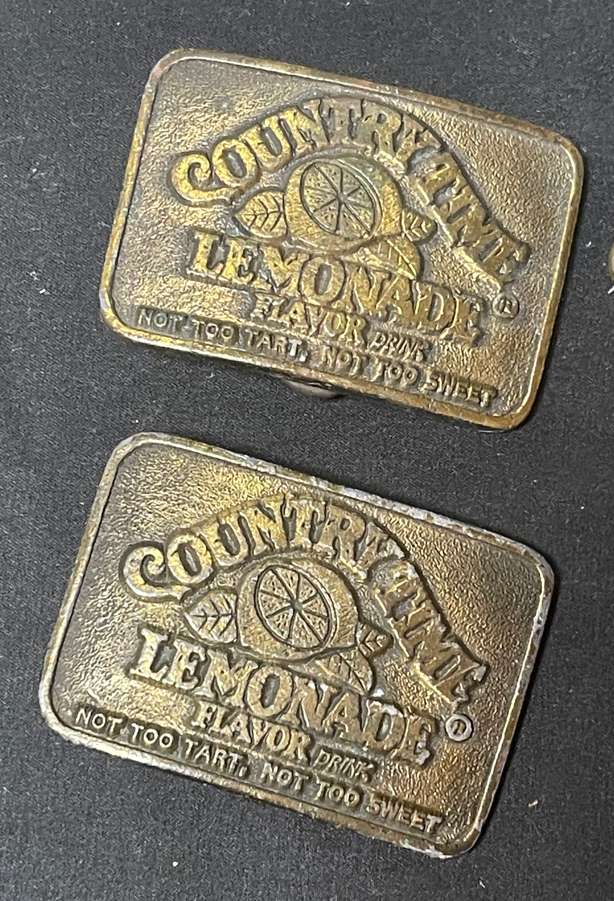 COUNTRY TIME
LEMONADE ®
FLAVOR DRINK
NOT TOO TART, NOT TOO SWEET
COUNTRY TIME
LEMONADE ®
FLAVOR DRINK
NOT TOO TART, NOT TOO SWEET